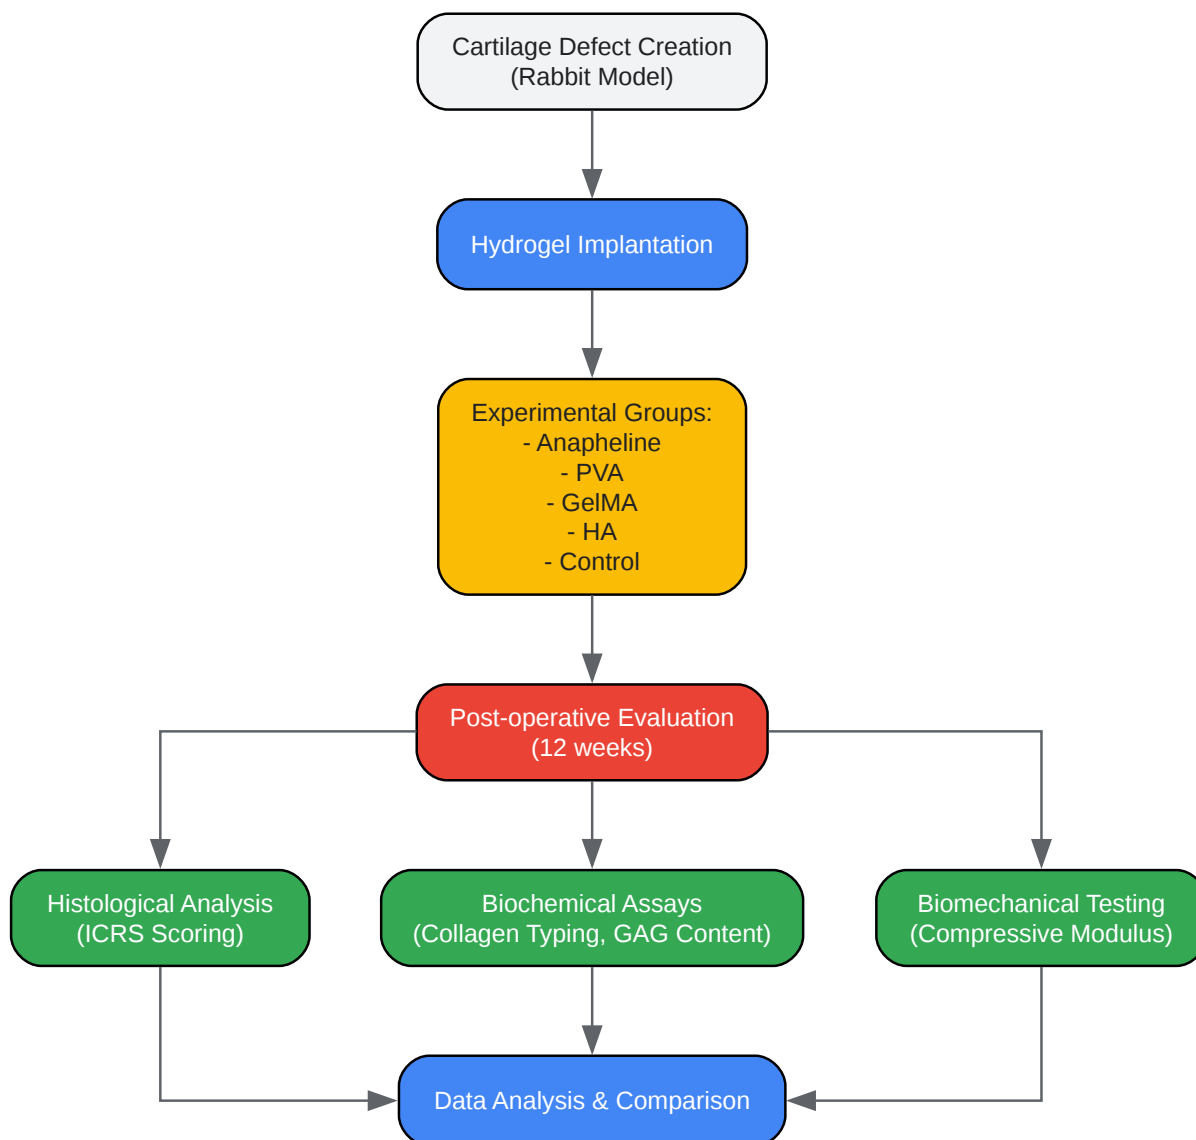 Cartilage Defect Creation
(Rabbit Model)
Hydrogel Implantation
Experimental Groups:
- Anapheline
- PVA
- GelMA
- HA
- Control
Post-operative Evaluation
(12 weeks)
Histological Analysis
(ICRS Scoring)
Biochemical Assays
(Collagen Typing, GAG Content)
Biomechanical Testing
(Compressive Modulus)
Data Analysis & Comparison